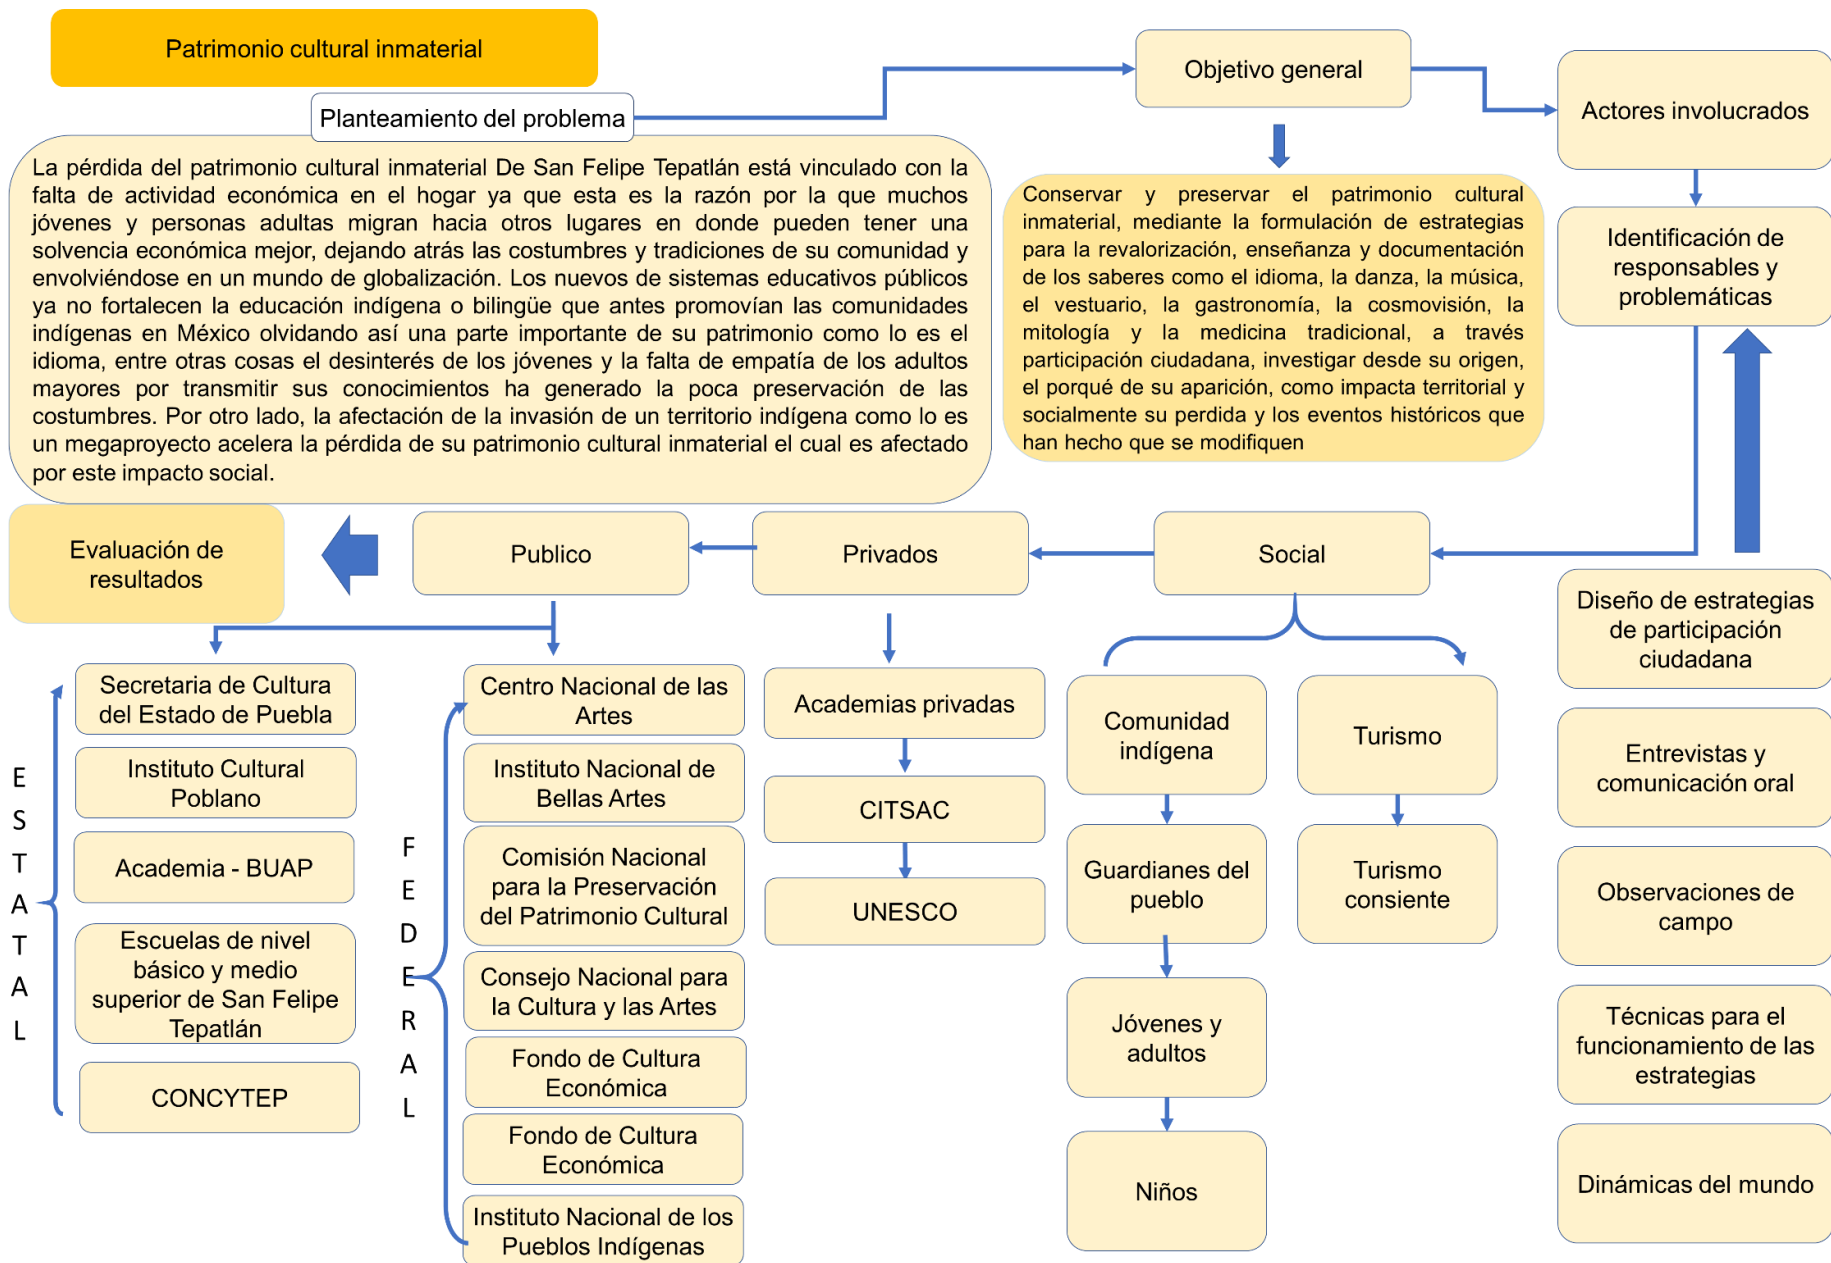 Patrimonio cultural inmaterial
Planteamiento del problema
La pérdida del patrimonio cultural inmaterial De San Felipe Tepatlán está vinculado con la
falta de actividad económica en el hogar ya que esta es la razón por la que muchos
jóvenes y personas adultas migran hacia otros lugares en donde pueden tener una
solvencia económica mejor, dejando atrás las costumbres y tradiciones de su comunidad y
envolviéndose en un mundo de globalización. Los nuevos de sistemas educativos públicos
ya no fortalecen la educación indígena o bilingüe que antes promovían las comunidades
indígenas en México olvidando así una parte importante de su patrimonio como lo es el
idioma, entre otras cosas el desinterés de los jóvenes y la falta de empatía de los adultos
mayores por transmitir sus conocimientos ha generado la poca preservación de las
costumbres. Por otro lado, la afectación de la invasión de un territorio indígena como lo es
un megaproyecto acelera la pérdida de su patrimonio cultural inmaterial el cual es afectado
por este impacto social.
Objetivo general
Conservar y preservar el patrimonio cultural
inmaterial, mediante la formulación de estrategias
para la revalorización, enseñanza y documentación
de los saberes como el idioma, la danza, la música,
el vestuario, la gastronomía, la cosmovisión, la
mitología y la medicina tradicional, a través
participación ciudadana, investigar desde su origen,
el porqué de su aparición, como impacta territorial y
socialmente su perdida y los eventos históricos que
han hecho que se modifiquen
Actores involucrados
Identificación de
responsables y
problemáticas
Evaluación de
resultados
Publico
Privados
Social
Diseño de estrategias
de participación
ciudadana
Entrevistas y
comunicación oral
Observaciones de
campo
Técnicas para el
funcionamiento de las
estrategias
Dinámicas del mundo
ESTATAL
Secretaria de Cultura
del Estado de Puebla
Instituto Cultural
Poblano
Academia - BUAP
Escuelas de nivel
básico y medio
superior de San Felipe
Tepatlán
CONCYTEP
FEDERAL
Centro Nacional de las
Artes
Instituto Nacional de
Bellas Artes
Comisión Nacional
para la Preservación
del Patrimonio Cultural
Consejo Nacional para
la Cultura y las Artes
Fondo de Cultura
Económica
Fondo de Cultura
Económica
Instituto Nacional de los
Pueblos Indígenas
Academias privadas
CITSAC
UNESCO
Comunidad
indígena
Guardianes del
pueblo
Jóvenes y
adultos
Niños
Turismo
Turismo
consiente